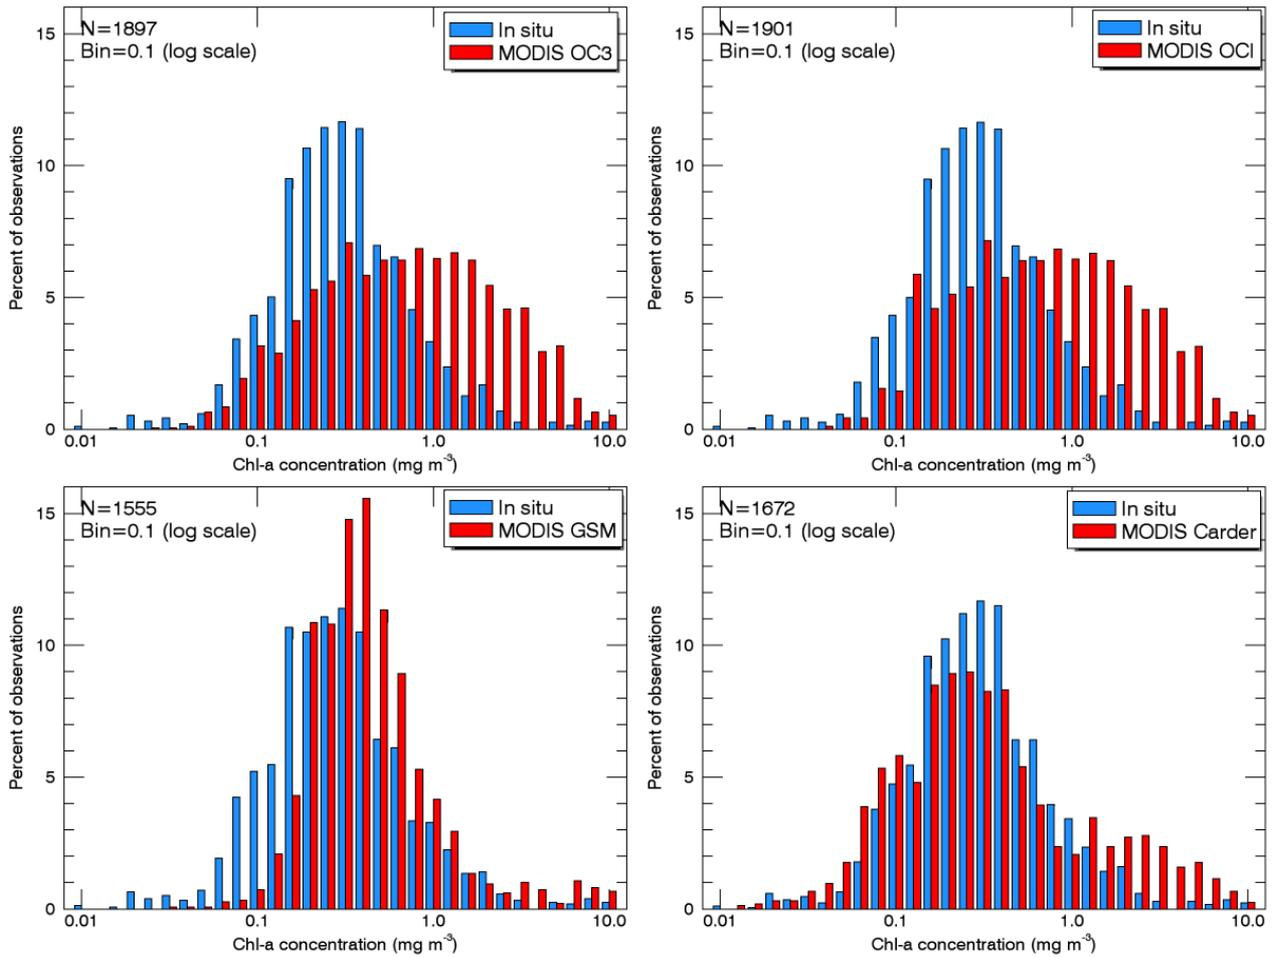 N=1897
Bin=0.1 (log scale)
In situ
MODIS OC3
15
10
5
0
Percent of observations
0.01 0.1 1.0 10.0
Chl-a concentration (mg m-3)
N=1901
Bin=0.1 (log scale)
In situ
MODIS OCI
15
10
5
0
Percent of observations
0.01 0.1 1.0 10.0
Chl-a concentration (mg m-3)
N=1555
Bin=0.1 (log scale)
In situ
MODIS GSM
15
10
5
0
Percent of observations
0.01 0.1 1.0 10.0
Chl-a concentration (mg m-3)
N=1672
Bin=0.1 (log scale)
In situ
MODIS Carder
15
10
5
0
Percent of observations
0.01 0.1 1.0 10.0
Chl-a concentration (mg m-3)